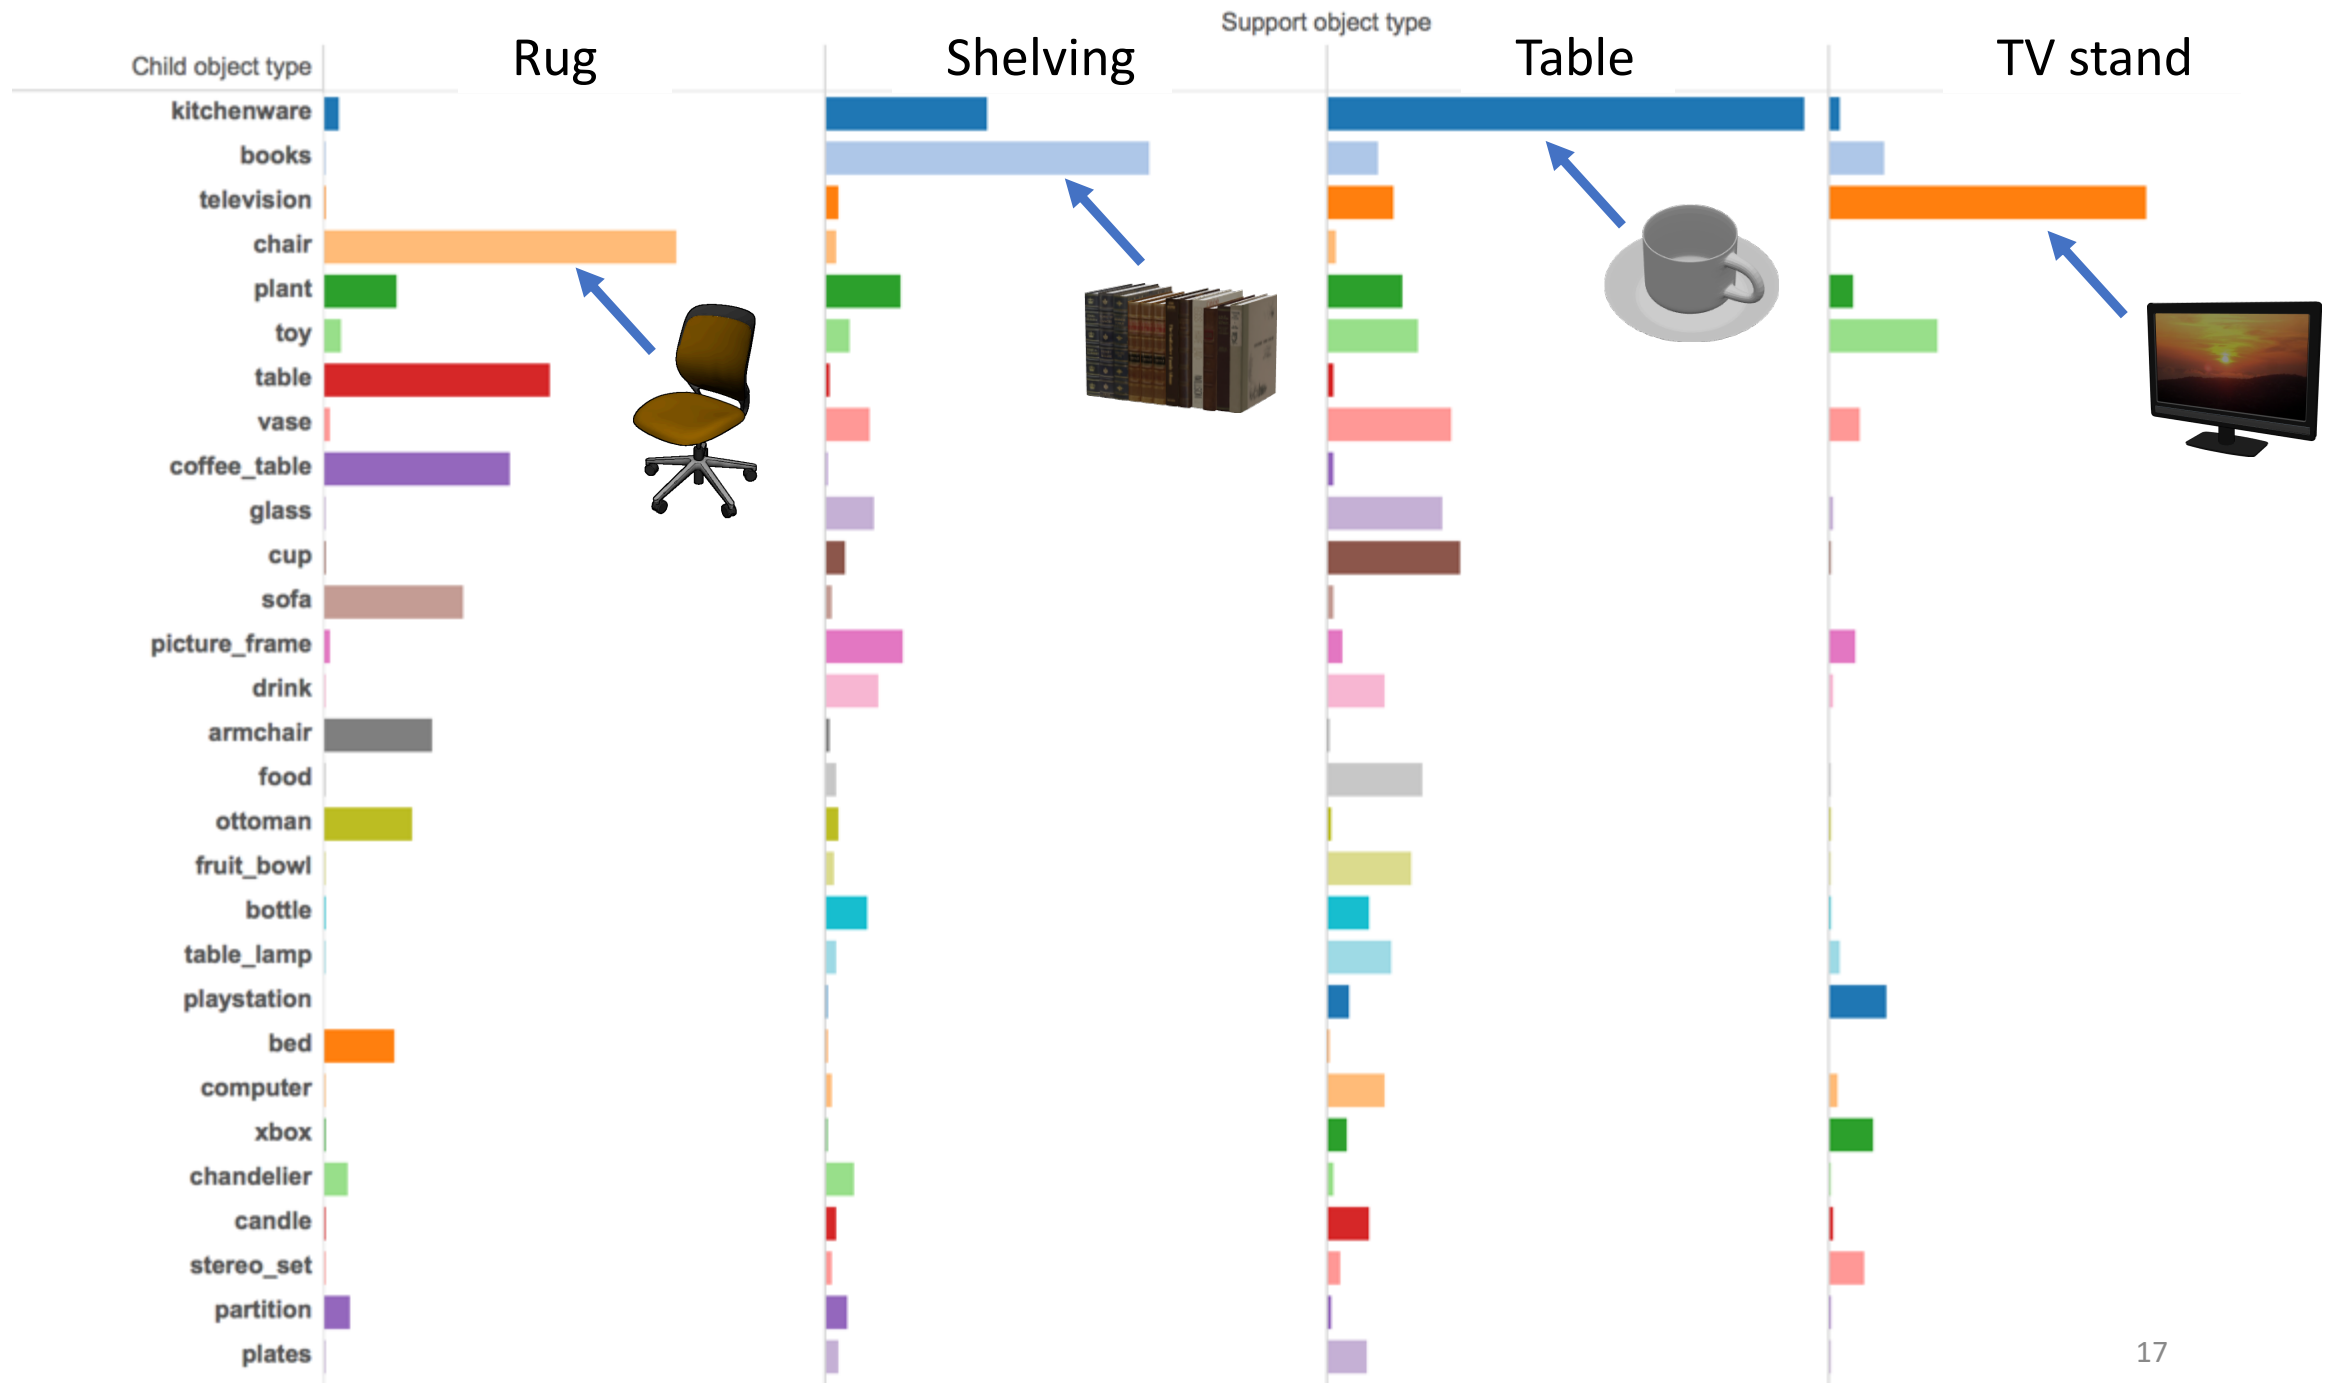 Support object type
Child object type
Rug
Shelving
Table
TV stand
kitchenware
books
television
chair
plant
toy
table
vase
coffee_table
glass
cup
sofa
picture_frame
drink
armchair
food
ottoman
fruit_bowl
bottle
table_lamp
playstation
bed
computer
xbox
chandelier
candle
stereo_set
partition
plates
17